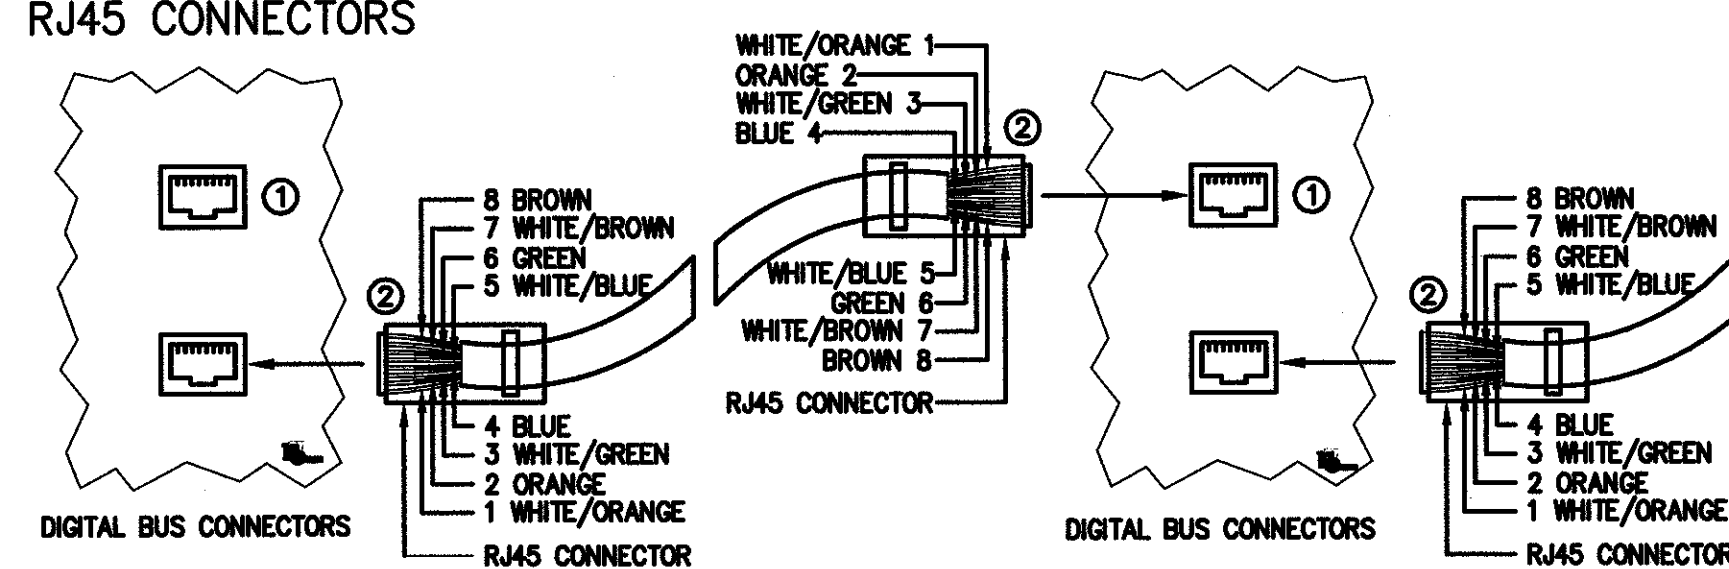 RJ45 CONNECTORS
①
②
8 BROWN
7 WHITE/BROWN
6 GREEN
5 WHITE/BLUE
4 BLUE
3 WHITE/GREEN
2 ORANGE
1 WHITE/ORANGE
RJ45 CONNECTOR
DIGITAL BUS CONNECTORS
WHITE/ORANGE 1
ORANGE 2
WHITE/GREEN 3
BLUE 4
②
WHITE/BLUE 5
GREEN 6
WHITE/BROWN 7
BROWN 8
RJ45 CONNECTOR
①
DIGITAL BUS CONNECTORS
②
8 BROWN
7 WHITE/BROWN
6 GREEN
5 WHITE/BLUE
4 BLUE
3 WHITE/GREEN
2 ORANGE
1 WHITE/ORANGE
RJ45 CONNECTOR